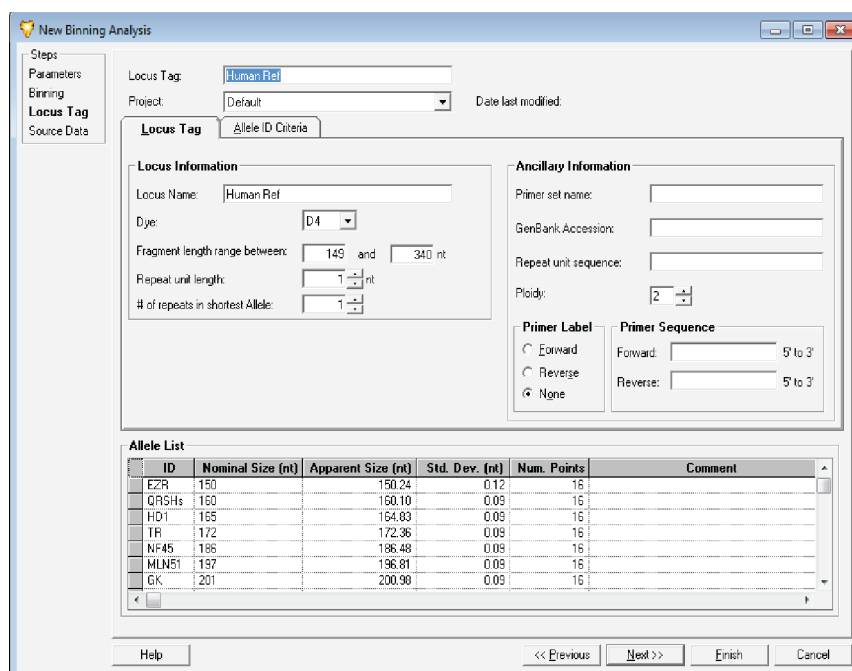 New Binning Analysis
Steps
Parameters
Binning
Locus Tag
Source Data
Locus Tag: Human Ref
Project: Default Date last modified:
Locus Tag Allele ID Criteria
Locus Information
Locus Name: Human Ref
Dye: D4
Fragment length range between: 149 and 340 nt
Repeat unit length: 1 nt
# of repeats in shortest Allele: 1
Ancillary Information
Primer set name:
GenBank Accession:
Repeat unit sequence:
Ploidy: 2
Primer Label
Forward
Reverse
None
Primer Sequence
Forward: 5' to 3'
Reverse: 5' to 3'
Allele List
ID Nominal Size (nt) Apparent Size (nt) Std. Dev. (nt) Num. Points Comment
EZR 150 150.24 0.12 16
QRSHs 160 160.10 0.09 16
HD1 165 164.83 0.09 16
TR 172 172.36 0.09 16
NF45 186 186.48 0.09 16
MLN51 197 196.81 0.09 16
GK 201 200.98 0.09 16
Help << Previous Next >> Finish Cancel